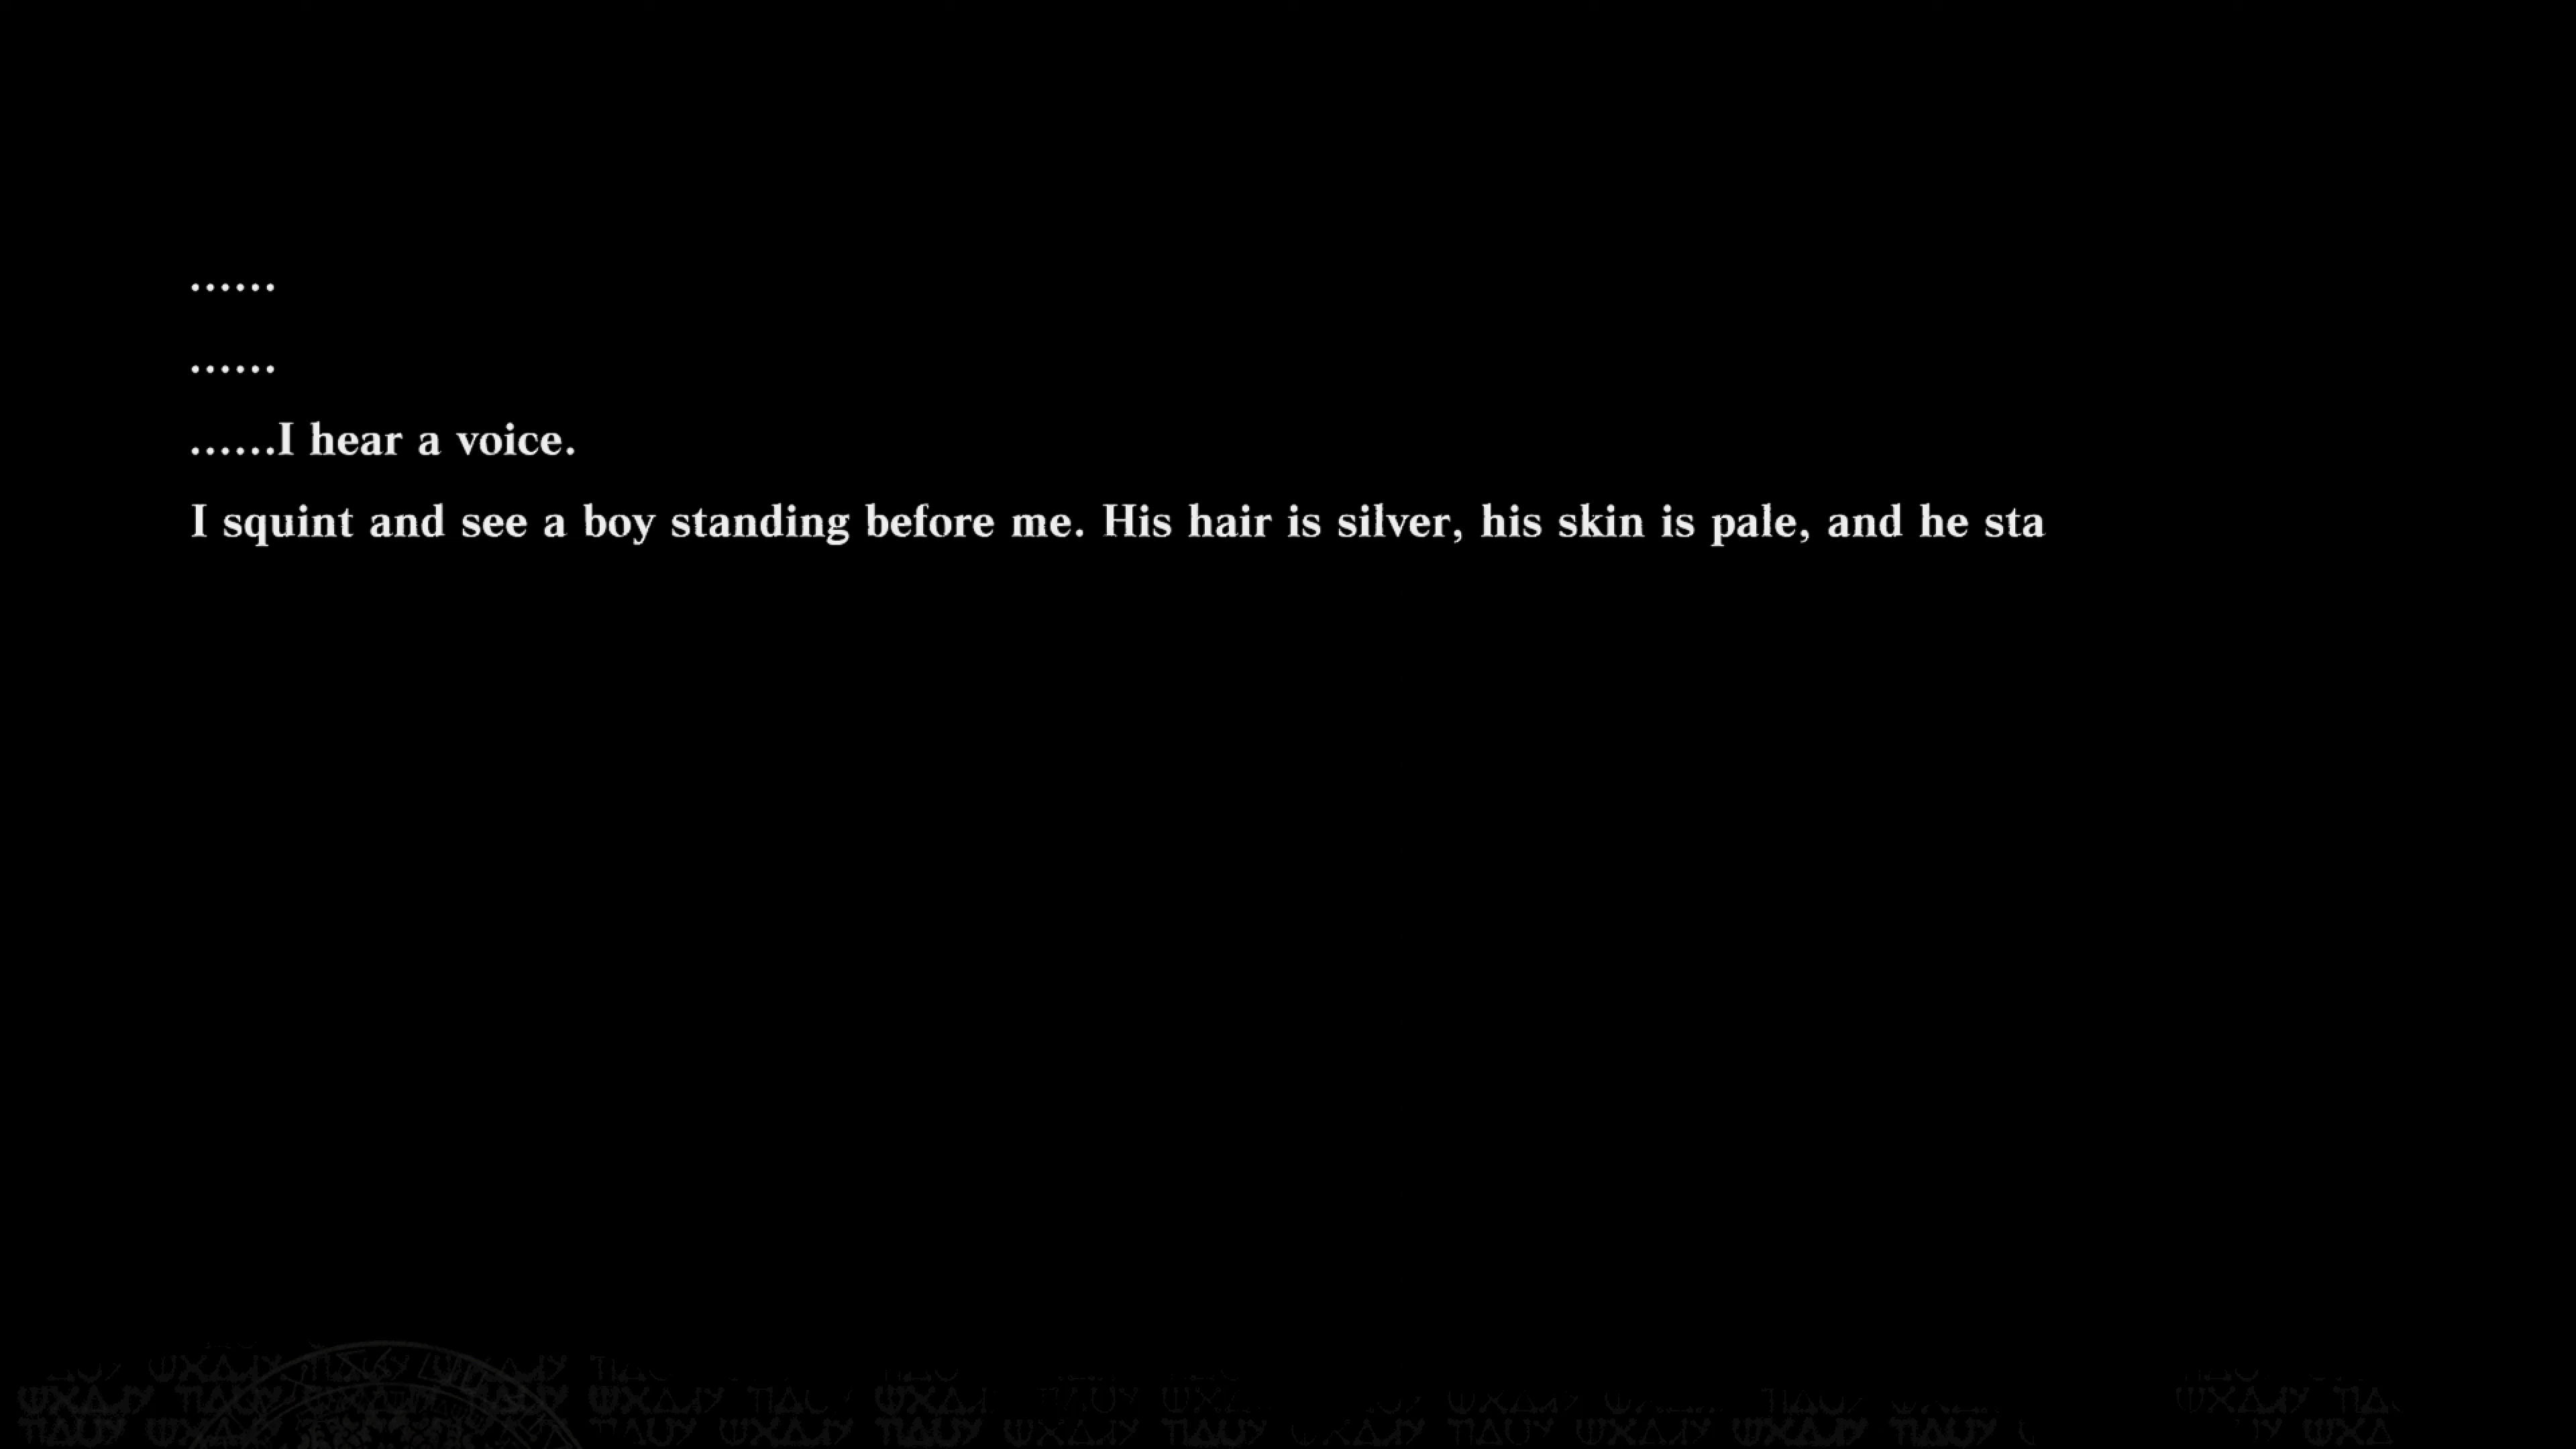 ......
......
......I hear a voice.
I squint and see a boy standing before me. His hair is silver, his skin is pale, and he sta